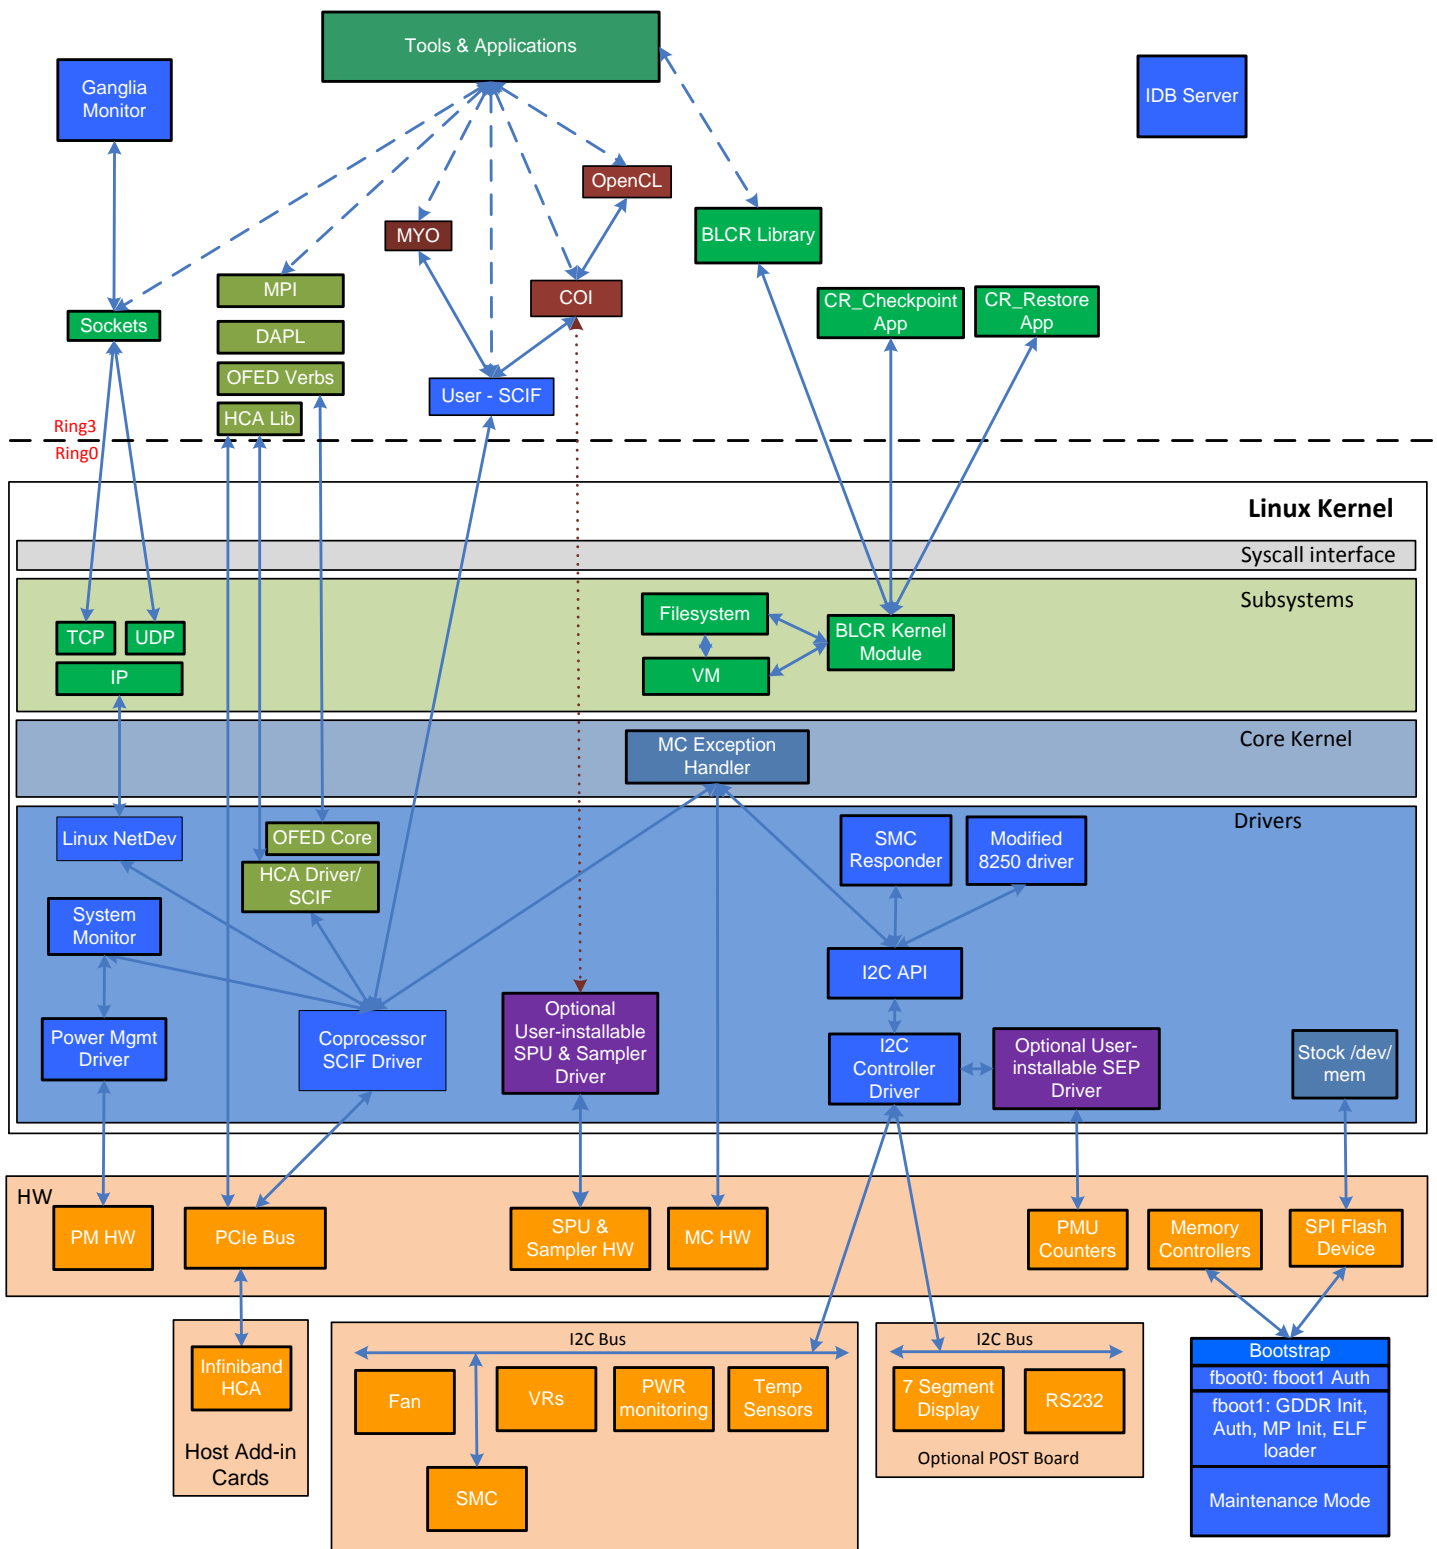 Tools & Applications
Ganglia
Monitor
IDB Server
OpenCL
MYO
BLCR Library
MPI
COI
CR_Checkpoint
App
CR_Restore
App
Sockets
DAPL
OFED Verbs
User - SCIF
HCA Lib
Ring3
Ring0
Linux Kernel
Syscall interface
Subsystems
Filesystem
TCP
UDP
BLCR Kernel
Module
IP
VM
Core Kernel
MC Exception
Handler
Drivers
Linux NetDev
OFED Core
SMC
Responder
Modified
8250 driver
HCA Driver/
SCIF
System
Monitor
I2C API
Optional
User-installable
SPU & Sampler
Driver
Power Mgmt
Driver
Coprocessor
SCIF Driver
I2C
Controller
Driver
Optional User-
installable SEP
Driver
Stock /dev/
mem
HW
PM HW
PCIe Bus
SPU &
Sampler HW
MC HW
PMU
Counters
Memory
Controllers
SPI Flash
Device
I2C Bus
I2C Bus
Bootstrap
Infiniband
HCA
Fan
VRs
PWR
monitoring
Temp
Sensors
7 Segment
Display
RS232
fboot0: fboot1 Auth
fboot1: GDDR Init,
Auth, MP Init, ELF
loader
Host Add-in
Cards
Optional POST Board
SMC
Maintenance Mode